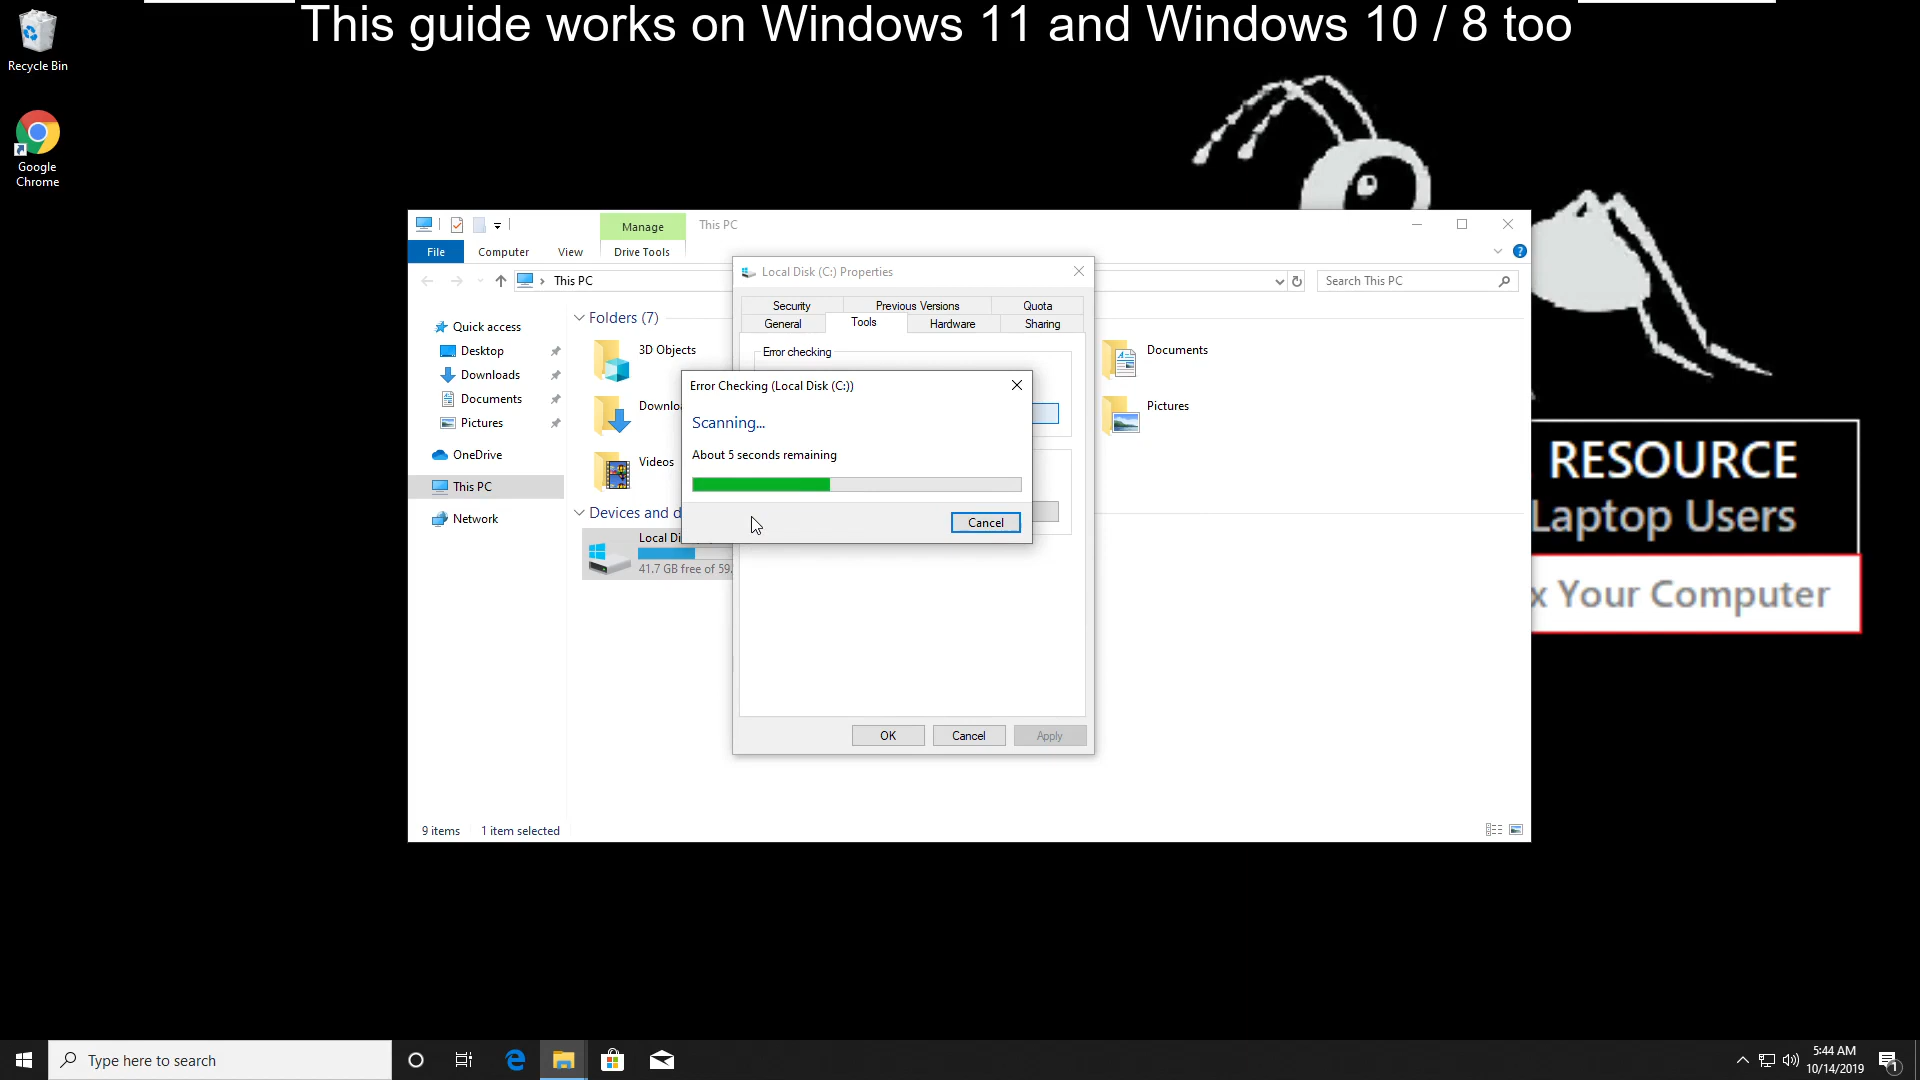 This guide works on Windows 11 and Windows 10 / 8 too
Recycle Bin
Google
Chrome
Manage
This PC
File
Computer
View
Drive Tools
This PC
Search This PC
Quick access
Desktop
Downloads
Documents
Pictures
OneDrive
This PC
Network
Folders (7)
3D Objects
Downlo
Videos
Documents
Pictures
Devices and d
Local Di
41.7 GB free of 59.
Local Disk (C:) Properties
Security
Previous Versions
Quota
General
Tools
Hardware
Sharing
Error checking
Error Checking (Local Disk (C:))
Scanning...
About 5 seconds remaining
Cancel
OK
Cancel
Apply
9 items
1 item selected
RESOURCE
Laptop Users
x Your Computer
Type here to search
5:44 AM
10/14/2019
1